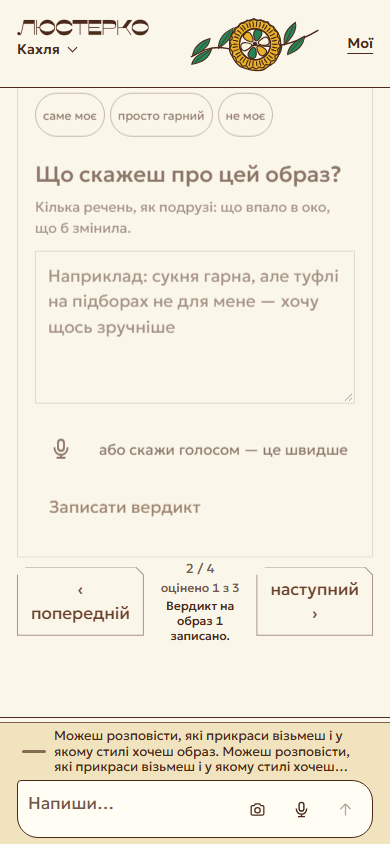 ЛЮСТЕРКО
Кахля
Мої
саме моє
просто гарний
не моє
Що скажеш про цей образ?
Кілька речень, як подрузі: що впало в око,
що б змінила.
Наприклад: сукня гарна, але туфлі
на підборах не для мене — хочу
щось зручніше
або скажи голосом — це швидше
Записати вердикт
‹
попередній
2 / 4
оцінено 1 з 3
Вердикт на
образ 1
записано.
наступний
›
Можеш розповісти, які прикраси візьмеш і у
якому стилі хочеш образ. Можеш розповісти,
які прикраси візьмеш і у якому стилі хочеш...
Напиши...